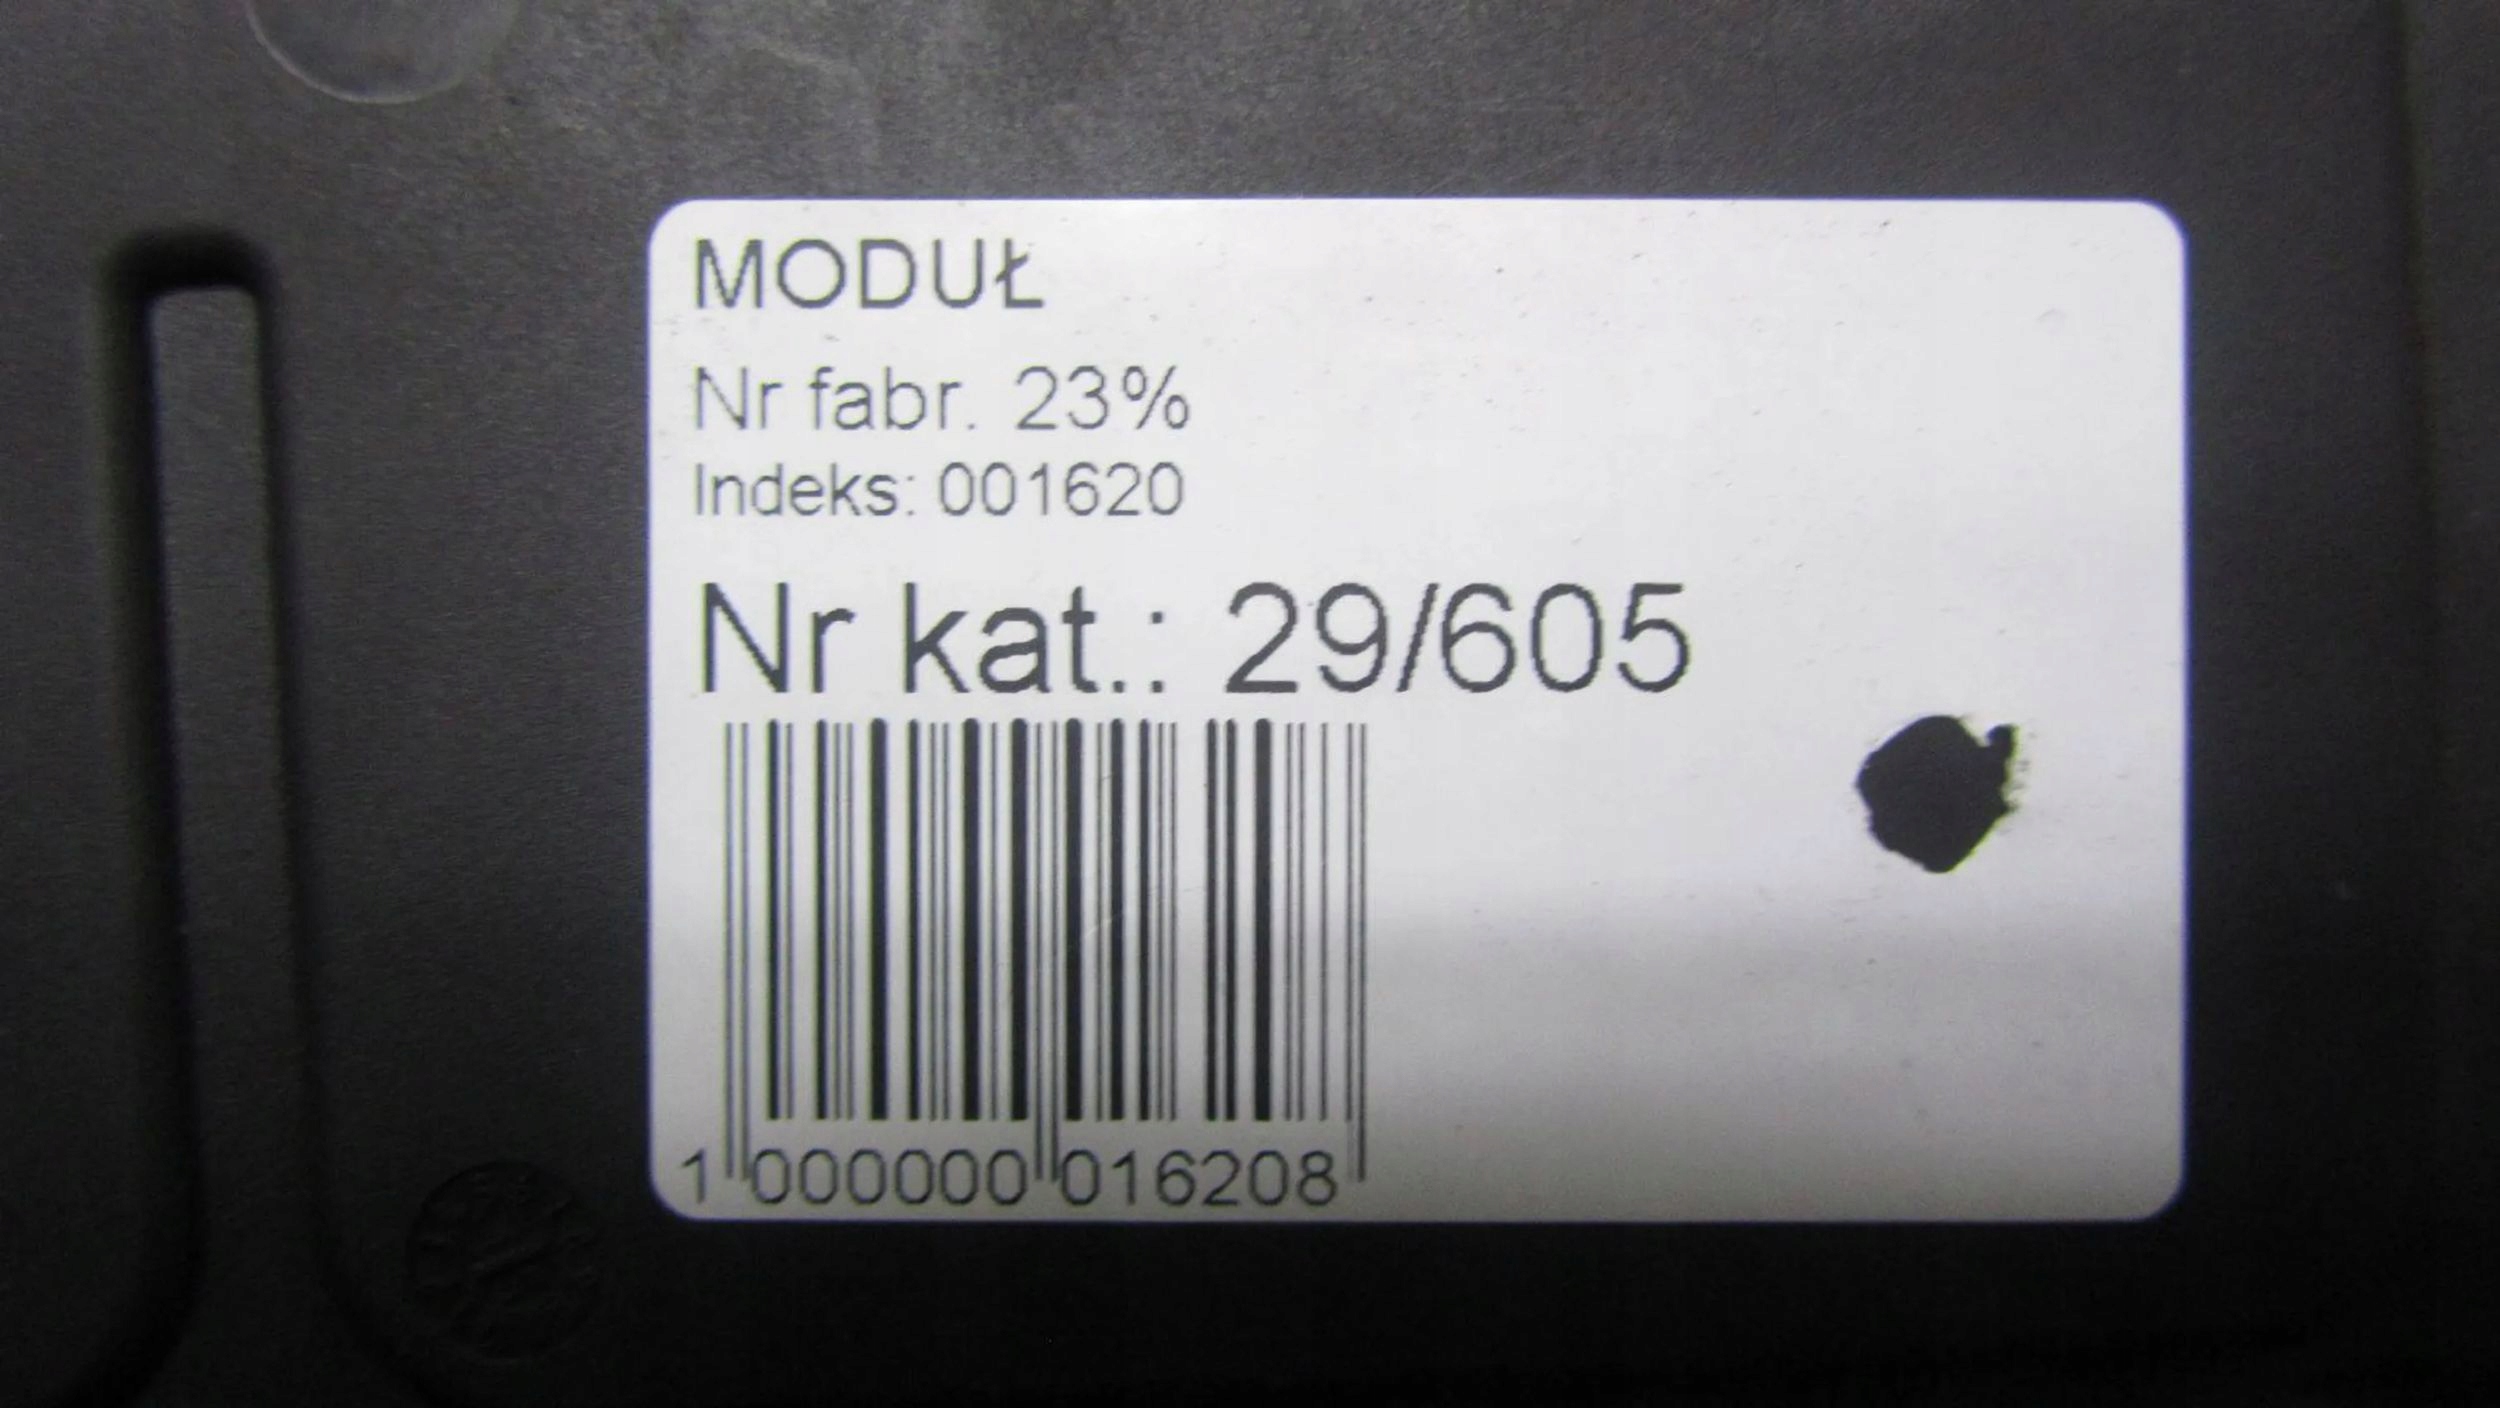 MODUŁ
Nr fabr. 23%
Indeks: 001620
Nr kat.: 29/605
1 000000 016208